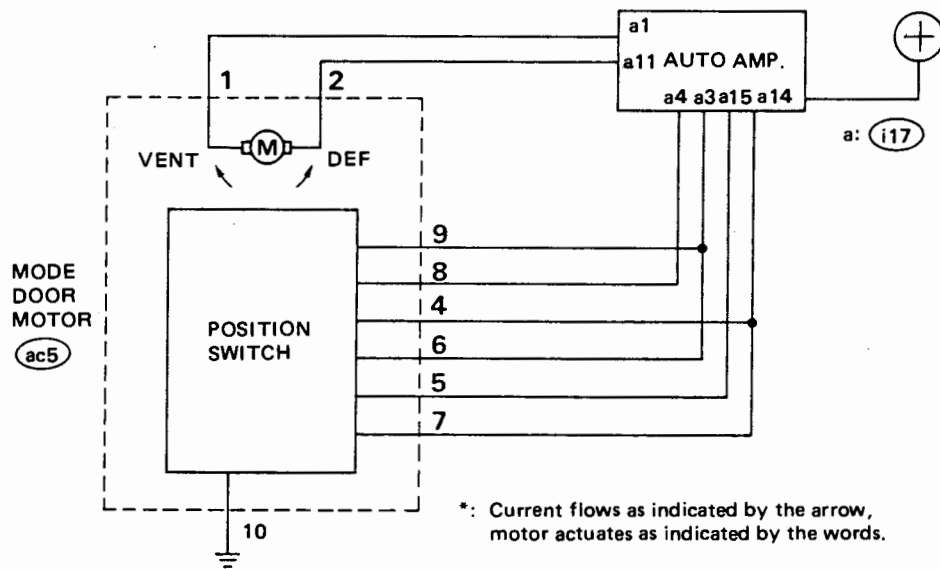 a1
a11 AUTO AMP.
a4 a3 a15 a14
a: i17
1 2
M
VENT DEF
9
8
4
6
5
7
MODE
DOOR
MOTOR
ac5
POSITION
SWITCH
10
*: Current flows as indicated by the arrow,
motor actuates as indicated by the words.